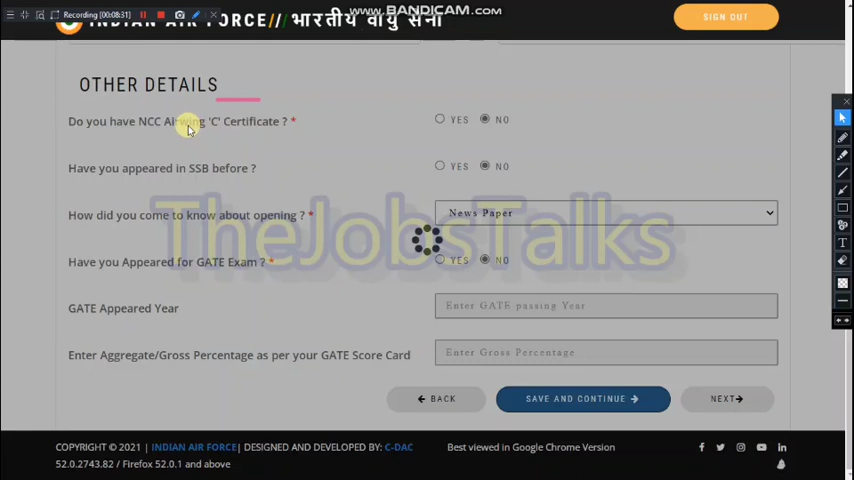 WWW.BANDICAM.COM
Recording [00:08:31]
INDIAN AIR FORCE // भारतीय वायु सेना
SIGN OUT
OTHER DETAILS
Do you have NCC Airwing 'C' Certificate ? *
YES NO
Have you appeared in SSB before ?
YES NO
How did you come to know about opening ? *
News Paper
TheJobsTalks
Have you Appeared for GATE Exam ? *
YES NO
GATE Appeared Year
Enter GATE passing Year
Enter Aggregate/Gross Percentage as per your GATE Score Card
Enter Gross Percentage
BACK
SAVE AND CONTINUE
NEXT
COPYRIGHT © 2021 | INDIAN AIR FORCE| DESIGNED AND DEVELOPED BY: C-DAC
Best viewed in Google Chrome Version
52.0.2743.82 / Firefox 52.0.1 and above